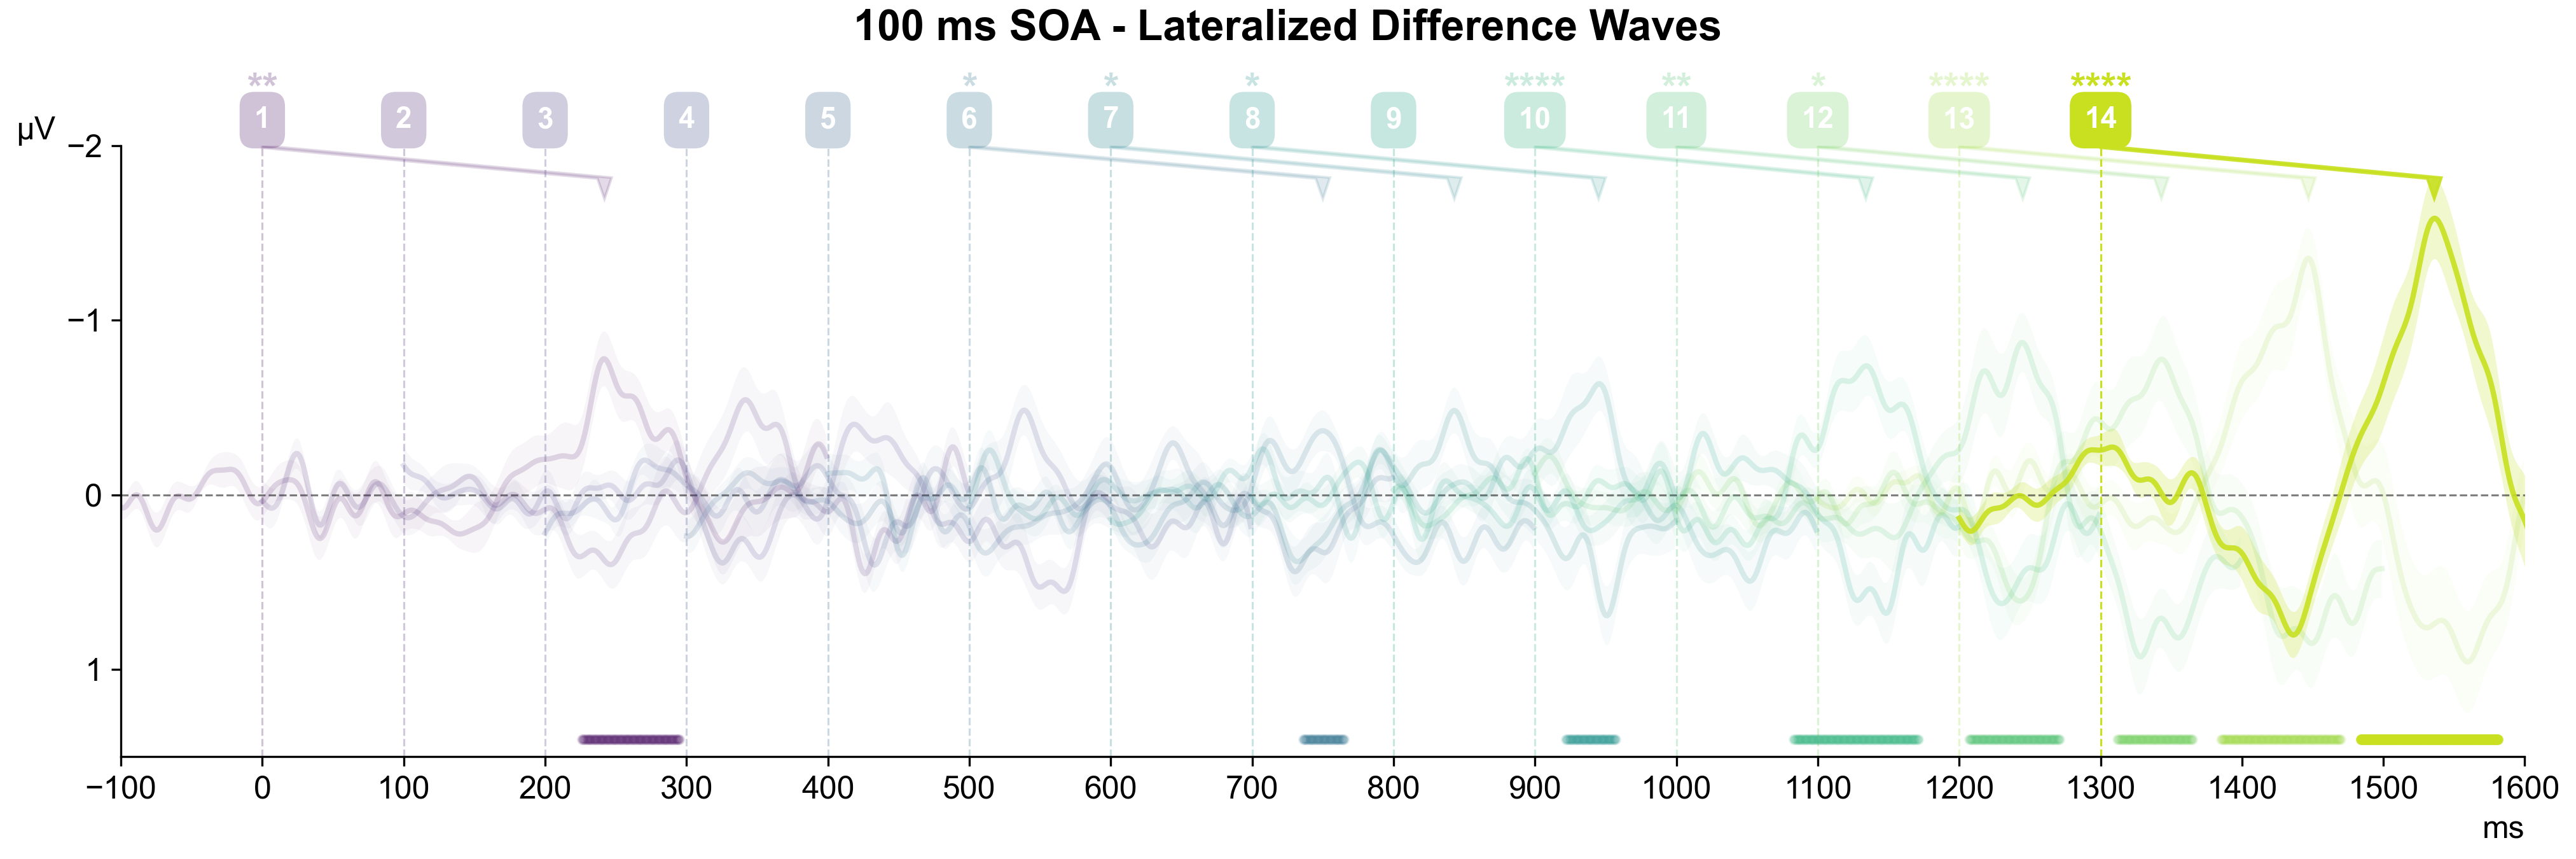 100 ms SOA - Lateralized Difference Waves
** * * * **** ** * **** ****
1 2 3 4 5 6 7 8 9 10 11 12 13 14
μV
−2
−1
0
1
−100 0 100 200 300 400 500 600 700 800 900 1000 1100 1200 1300 1400 1500 1600
ms